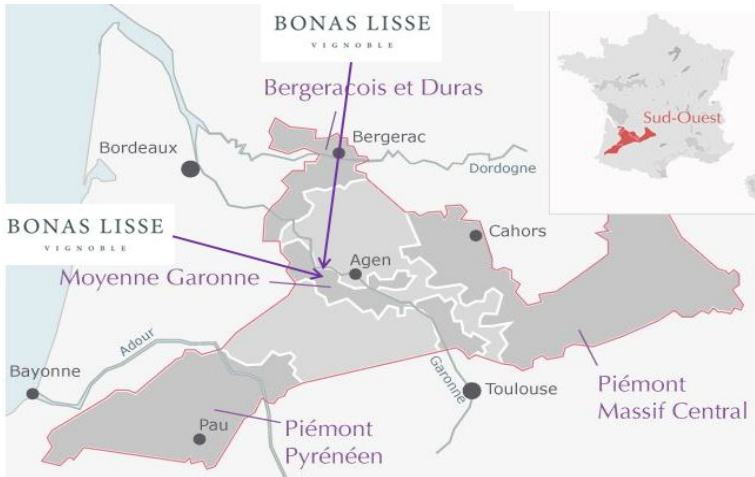 BONAS LISSE
VIGNOBLE
Bergeracois et Duras
Sud-Ouest
Bordeaux
Bergerac
Dordogne
BONAS LISSE
VIGNOBLE
Cahors
Agen
Moyenne Garonne
Adour
Garonne
Bayonne
Toulouse
Piémont
Massif Central
Pau
Piémont
Pyrénéen